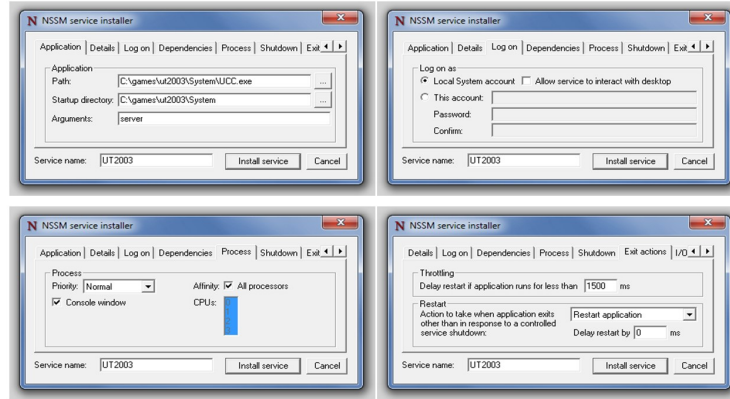 NSSM service installer
Application Details Log on Dependencies Process Shutdown Exit
Application
Path: C:\games\ut2003\System\UCC.exe ...
Startup directory: C:\games\ut2003\System ...
Arguments: server
Service name: UT2003 Install service Cancel
NSSM service installer
Application Details Log on Dependencies Process Shutdown Exit
Log on as
Local System account Allow service to interact with desktop
This account:
Password:
Confirm:
Service name: UT2003 Install service Cancel
NSSM service installer
Application Details Log on Dependencies Process Shutdown Exit
Process
Priority: Normal Affinity: All processors
Console window CPUs:
Service name: UT2003 Install service Cancel
NSSM service installer
Details Log on Dependencies Process Shutdown Exit actions I/O
Throttling
Delay restart if application runs for less than 1500 ms
Restart
Action to take when application exits Restart application
other than in response to a controlled
service shutdown: Delay restart by 0 ms
Service name: UT2003 Install service Cancel